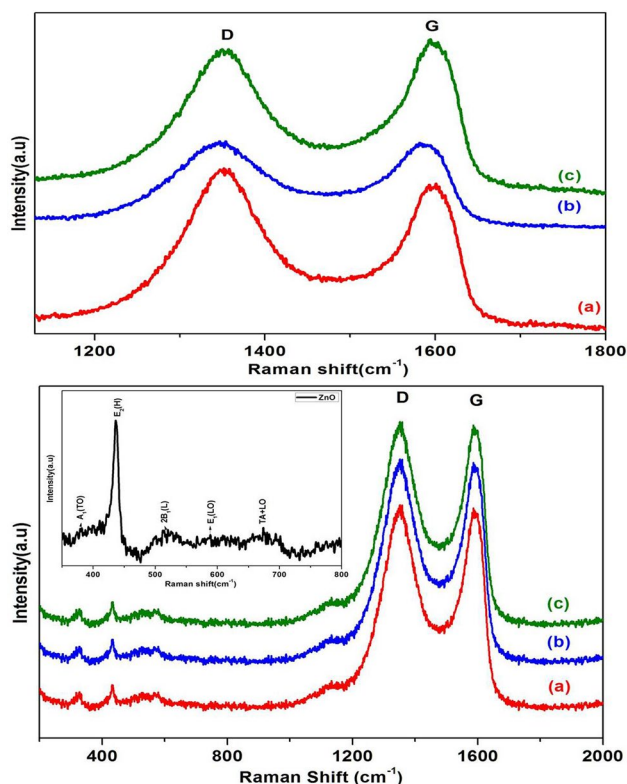 D
G
(c)
(b)
(a)
Intensity(a.u)
1200
1400
1600
1800
Raman shift(cm-1)
ZnO
E2(H)
A1(TO)
2B1(L)
E1(LO)
TA+LO
Intensity(a.u
400
500
600
700
800
Raman shift(cm-1)
D
G
(c)
(b)
(a)
Intensity(a.u)
400
800
1200
1600
2000
Raman shift (cm-1)